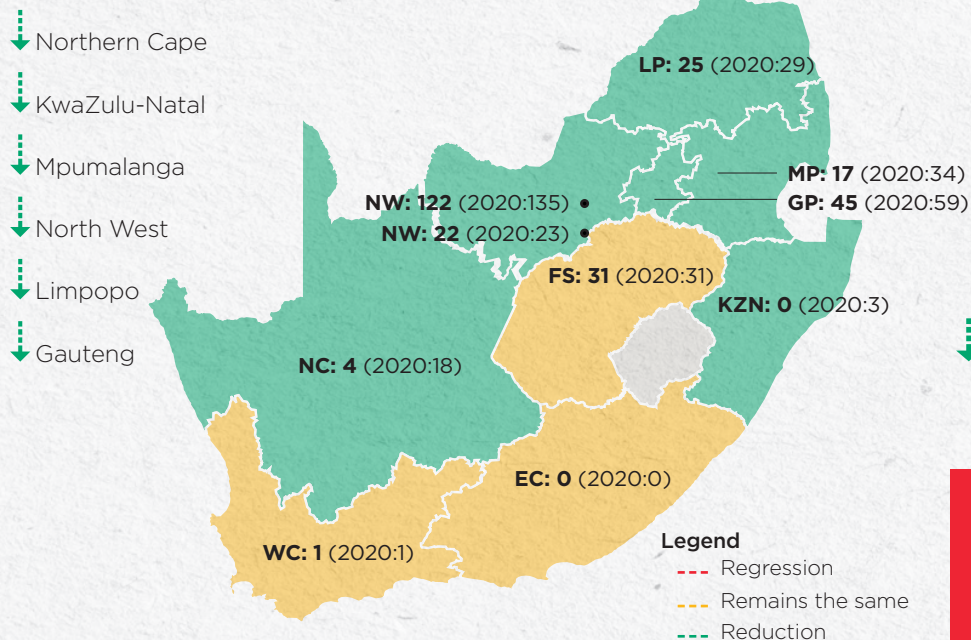 Northern Cape
KwaZulu-Natal
Mpumalanga
North West
Limpopo
Gauteng
LP: 25 (2020:29)
MP: 17 (2020:34)
GP: 45 (2020:59)
NW: 122 (2020:135)
NW: 22 (2020:23)
FS: 31 (2020:31)
KZN: 0 (2020:3)
NC: 4 (2020:18)
EC: 0 (2020:0)
WC: 1 (2020:1)
Legend
Regression
Remains the same
Reduction